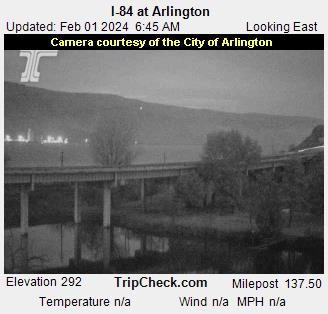 I-84 at Arlington
Updated: Feb 01 2024 6:45 AM Looking East
Camera courtesy of the City of Arlington
Elevation 292 TripCheck.com Milepost 137.50
Temperature n/a Wind n/a MPH n/a